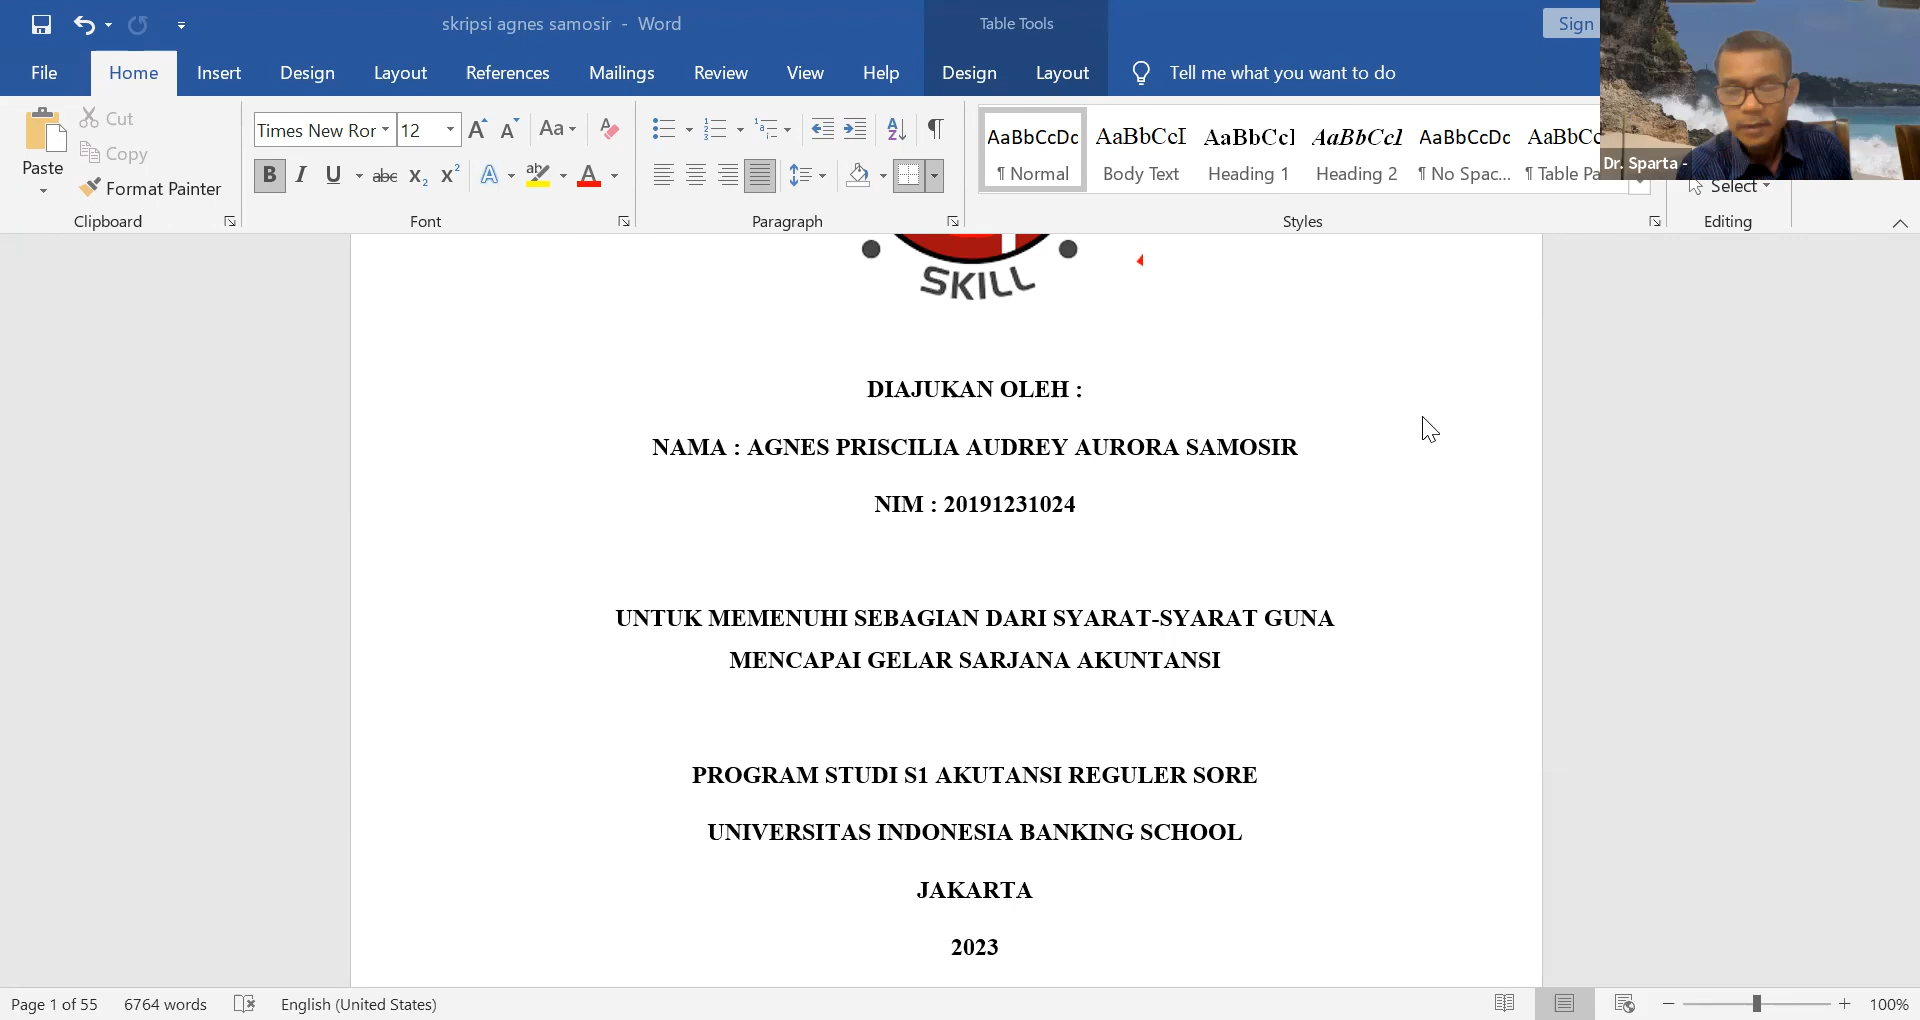 skripsi agnes samosir - Word
Table Tools
Sign
File Home Insert Design Layout References Mailings Review View Help Design Layout Tell me what you want to do
Paste
Cut
Copy
Format Painter
Times New Ror 12
AaBbCcDc AaBbCcI AaBbCcI AaBbCcI AaBbCcDc AaBbCc
¶ Normal Body Text Heading 1 Heading 2 ¶ No Spac... ¶ Table Pa
Dr. Sparta -
Select
Clipboard Font Paragraph Styles Editing
SKILL
DIAJUKAN OLEH :
NAMA : AGNES PRISCILIA AUDREY AURORA SAMOSIR
NIM : 20191231024
UNTUK MEMENUHI SEBAGIAN DARI SYARAT-SYARAT GUNA
MENCAPAI GELAR SARJANA AKUNTANSI
PROGRAM STUDI S1 AKUTANSI REGULER SORE
UNIVERSITAS INDONESIA BANKING SCHOOL
JAKARTA
2023
Page 1 of 55 6764 words English (United States) 100%